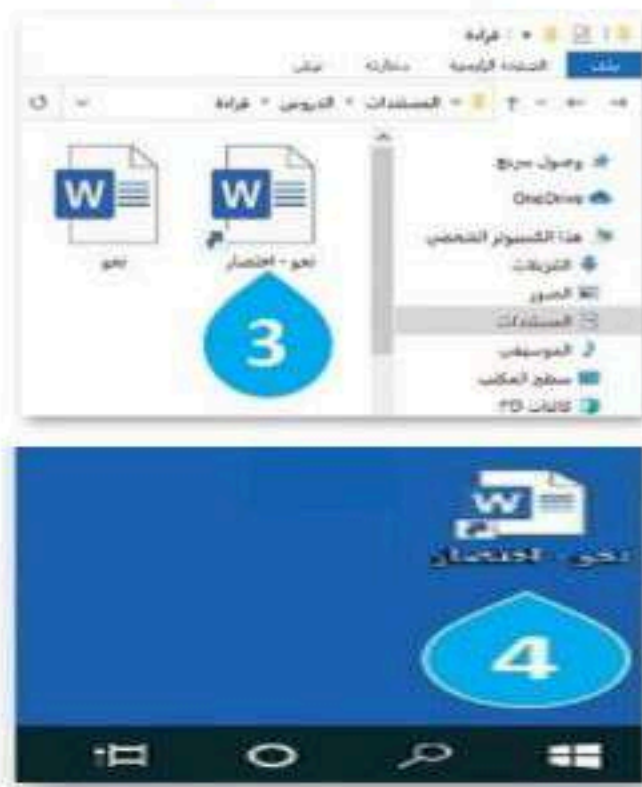 قراءة
ملف الصفحة الرئيسية مشاركة عرض
المستندات الدروس قراءة
وصول سريع
OneDrive
هذا الكمبيوتر الشخصي
التنزيلات
الصور
المستندات
الموسيقى
سطح المكتب
كائنات 3D
W W
نحو - اختصار نحو
3
W
نحو - اختصار
4